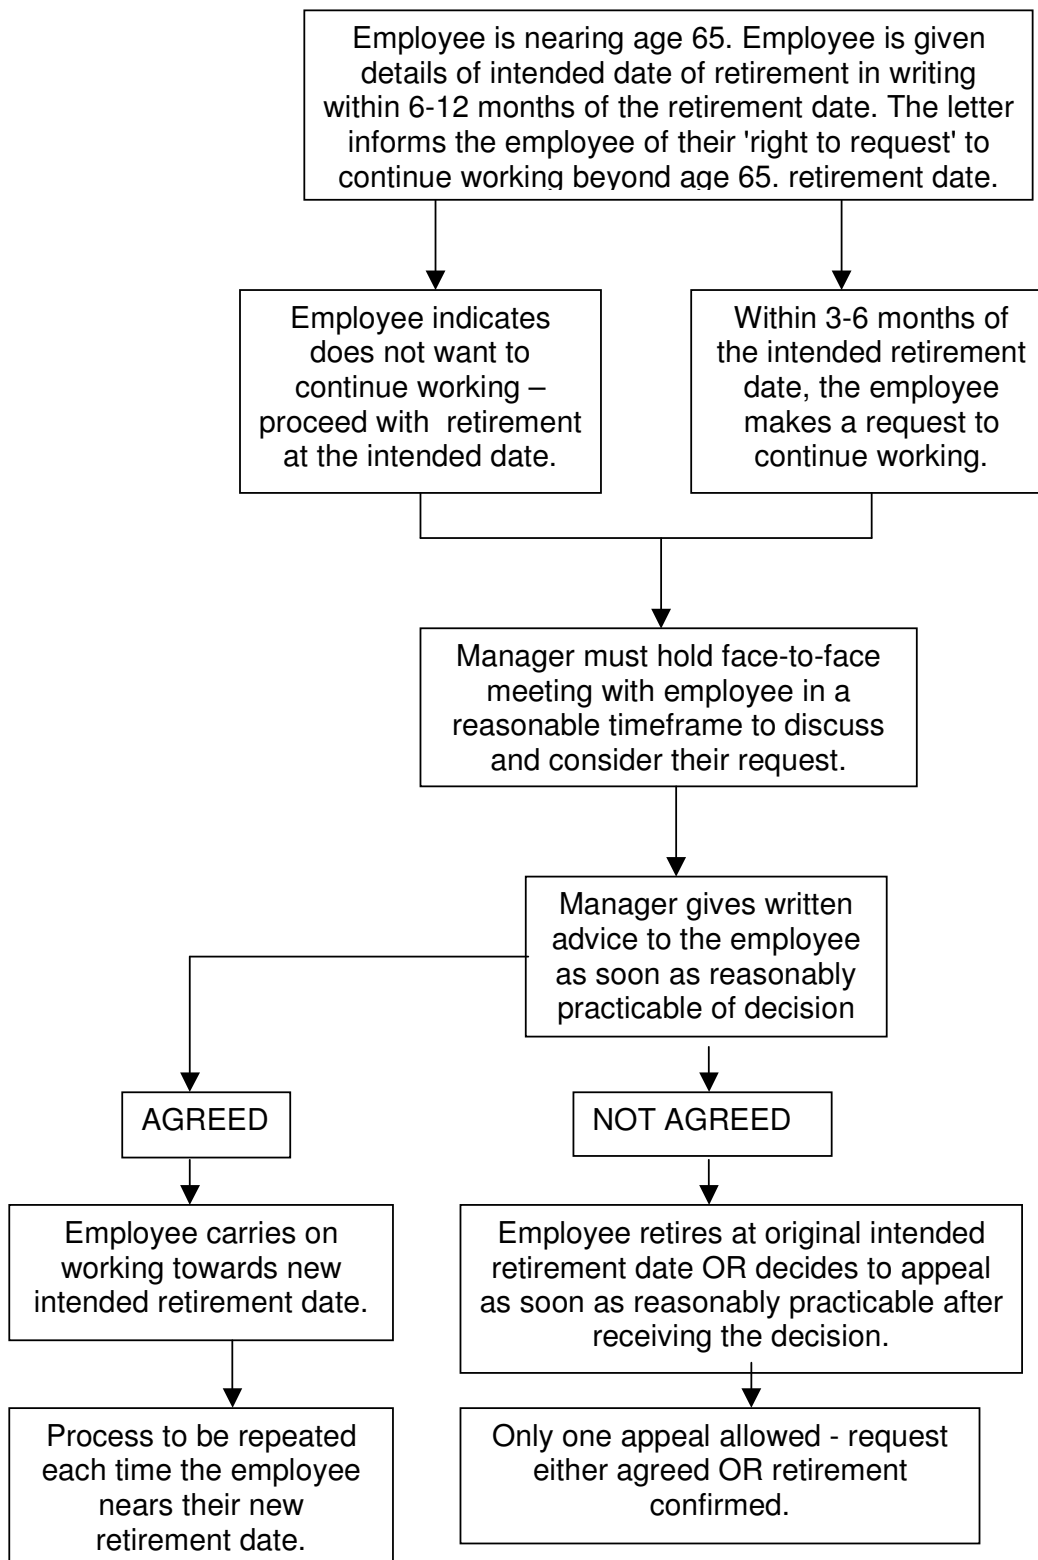 Employee is nearing age 65. Employee is given
details of intended date of retirement in writing
within 6-12 months of the retirement date. The letter
informs the employee of their 'right to request' to
continue working beyond age 65. retirement date.
Employee indicates
does not want to
continue working –
proceed with  retirement
at the intended date.
Within 3-6 months of
the intended retirement
date, the employee
makes a request to
continue working.
Manager must hold face-to-face
meeting with employee in a
reasonable timeframe to discuss
and consider their request.
Manager gives written
advice to the employee
as soon as reasonably
practicable of decision
AGREED
NOT AGREED
Employee carries on
working towards new
intended retirement date.
Employee retires at original intended
retirement date OR decides to appeal
as soon as reasonably practicable after
receiving the decision.
Process to be repeated
each time the employee
nears their new
retirement date.
Only one appeal allowed - request
either agreed OR retirement
confirmed.